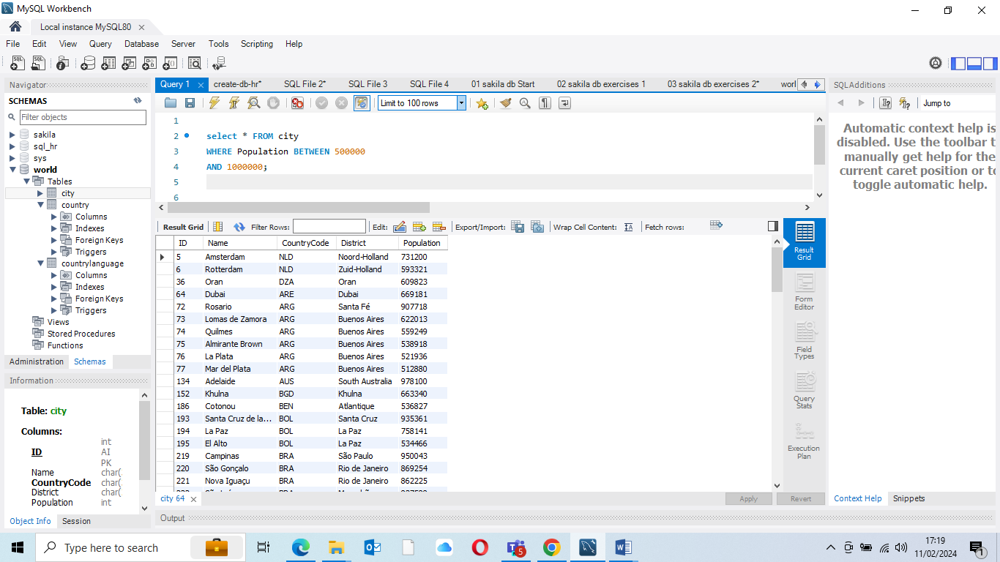 MySQL Workbench
Local instance MySQL80
File Edit View Query Database Server Tools Scripting Help
Navigator
SCHEMAS
Filter objects
sakila
sql_hr
sys
world
Tables
city
country
Columns
Indexes
Foreign Keys
Triggers
countrylanguage
Columns
Indexes
Foreign Keys
Triggers
Views
Stored Procedures
Functions
Administration Schemas
Information
Table: city
Columns:
ID int AI PK
Name char(
CountryCode char(
District char(
Population int
Object Info Session
Query 1 create-db-hr* SQL File 2* SQL File 3 SQL File 4 01 sakila db Start 02 sakila db exercises 1 03 sakila db exercises 2* worl
Limit to 100 rows
1
2 select * FROM city
3 WHERE Population BETWEEN 500000
4 AND 1000000;
5
6
Result Grid Filter Rows: Edit: Export/Import: Wrap Cell Content: Fetch rows:
ID Name CountryCode District Population
5 Amsterdam NLD Noord-Holland 731200
6 Rotterdam NLD Zuid-Holland 593321
36 Oran DZA Oran 609823
64 Dubai ARE Dubai 669181
72 Rosario ARG Santa Fé 907718
73 Lomas de Zamora ARG Buenos Aires 622013
74 Quilmes ARG Buenos Aires 559249
75 Almirante Brown ARG Buenos Aires 538918
76 La Plata ARG Buenos Aires 521936
77 Mar del Plata ARG Buenos Aires 512880
134 Adelaide AUS South Australia 978100
152 Khulna BGD Khulna 663340
186 Cotonou BEN Atlantique 536827
193 Santa Cruz de la... BOL Santa Cruz 935361
194 La Paz BOL La Paz 758141
195 El Alto BOL La Paz 534466
219 Campinas BRA São Paulo 950043
220 São Gonçalo BRA Rio de Janeiro 869254
221 Nova Iguaçu BRA Rio de Janeiro 862225
city 64
Apply Revert
Output
Result Grid
Form Editor
Field Types
Query Stats
Execution Plan
SQLAdditions
Jump to
Automatic context help is
disabled. Use the toolbar t
manually get help for the
current caret position or to
toggle automatic help.
Context Help Snippets
Type here to search
5
17:19
11/02/2024
1